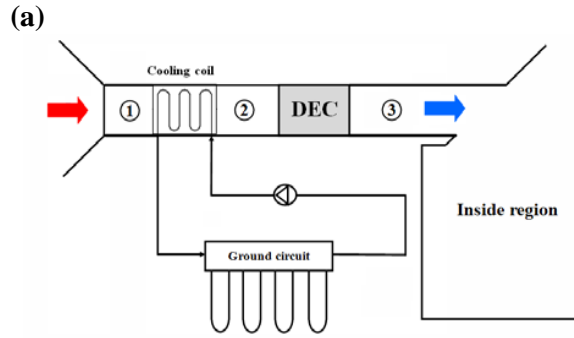 (a)
Cooling coil
① ② DEC ③
Inside region
Ground circuit